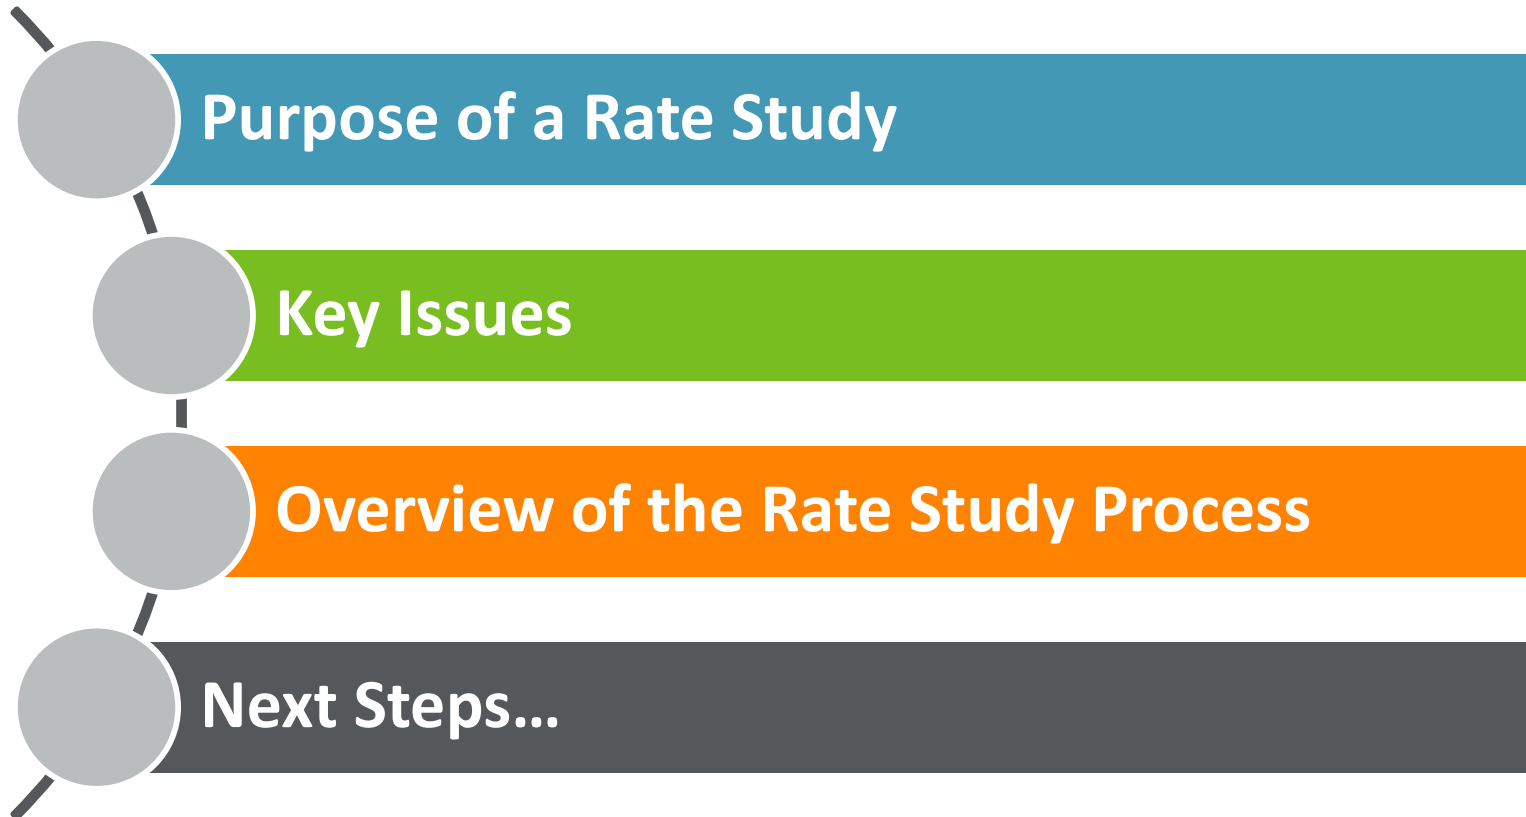 Purpose of a Rate Study
Key Issues
Overview of the Rate Study Process
Next Steps…